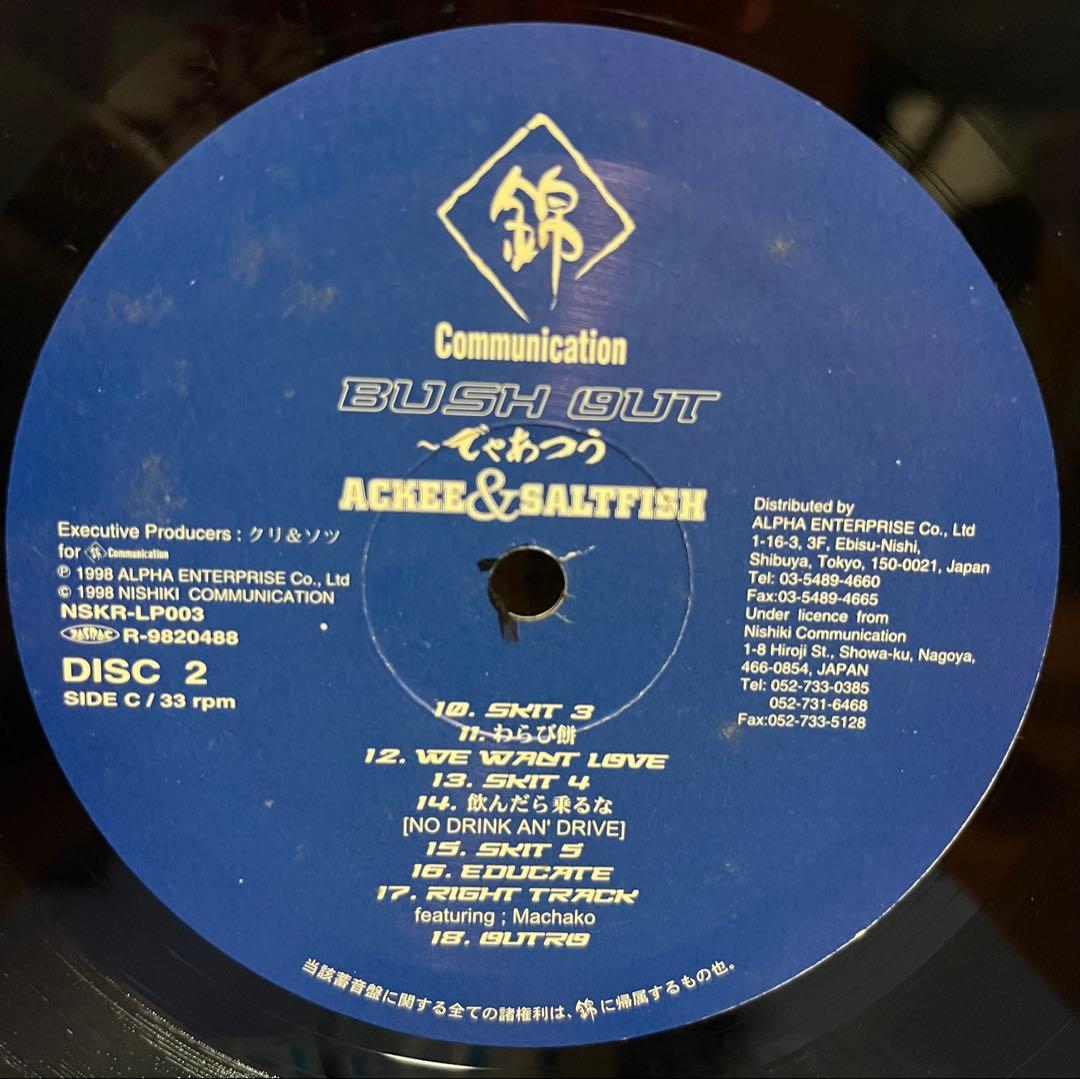 錦
Communication
BUSH OUT
~でゃあつう
ACKEE&SALTFISH
Executive Producers : クリ&ソツ
for 錦 Communication
℗ 1998 ALPHA ENTERPRISE Co., Ltd
© 1998 NISHIKI COMMUNICATION
NSKR-LP003
JASRAC R-9820488
DISC 2
SIDE C / 33 rpm
Distributed by
ALPHA ENTERPRISE Co., Ltd
1-16-3, 3F, Ebisu-Nishi,
Shibuya, Tokyo, 150-0021, Japan
Tel: 03-5489-4660
Fax:03-5489-4665
Under licence from
Nishiki Communication
1-8 Hiroji St., Showa-ku, Nagoya,
466-0854, JAPAN
Tel: 052-733-0385
052-731-6468
Fax:052-733-5128
10. SKIT 3
11. わらび餅
12. WE WANT LOVE
13. SKIT 4
14. 飲んだら乗るな
[NO DRINK AN' DRIVE]
15. SKIT 5
16. EDUCATE
17. RIGHT TRACK
featuring ; Machako
18. OUTRO
当該蓄音盤に関する全ての諸権利は、錦に帰属するもの也。